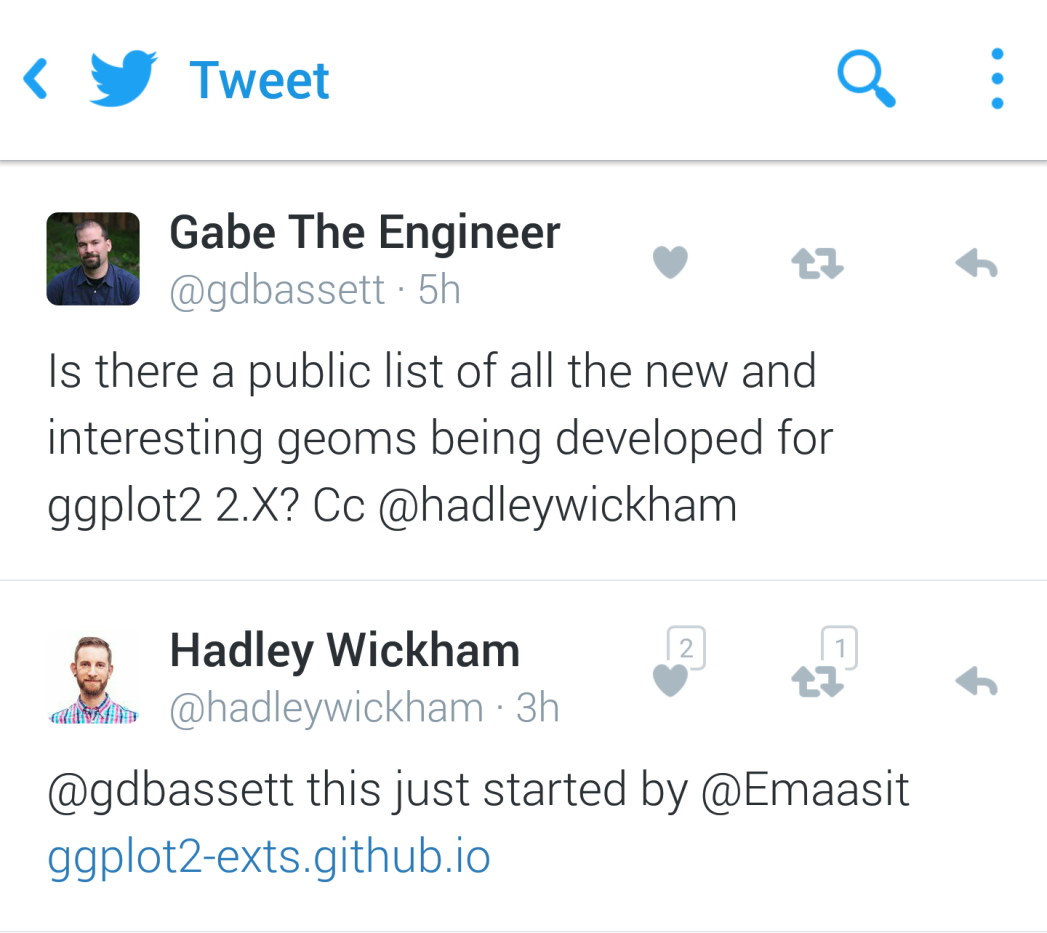 Tweet
Gabe The Engineer
@gdbassett · 5h
Is there a public list of all the new and
interesting geoms being developed for
ggplot2 2.X? Cc @hadleywickham
Hadley Wickham
2
1
@hadleywickham · 3h
@gdbassett this just started by @Emaasit
ggplot2-exts.github.io